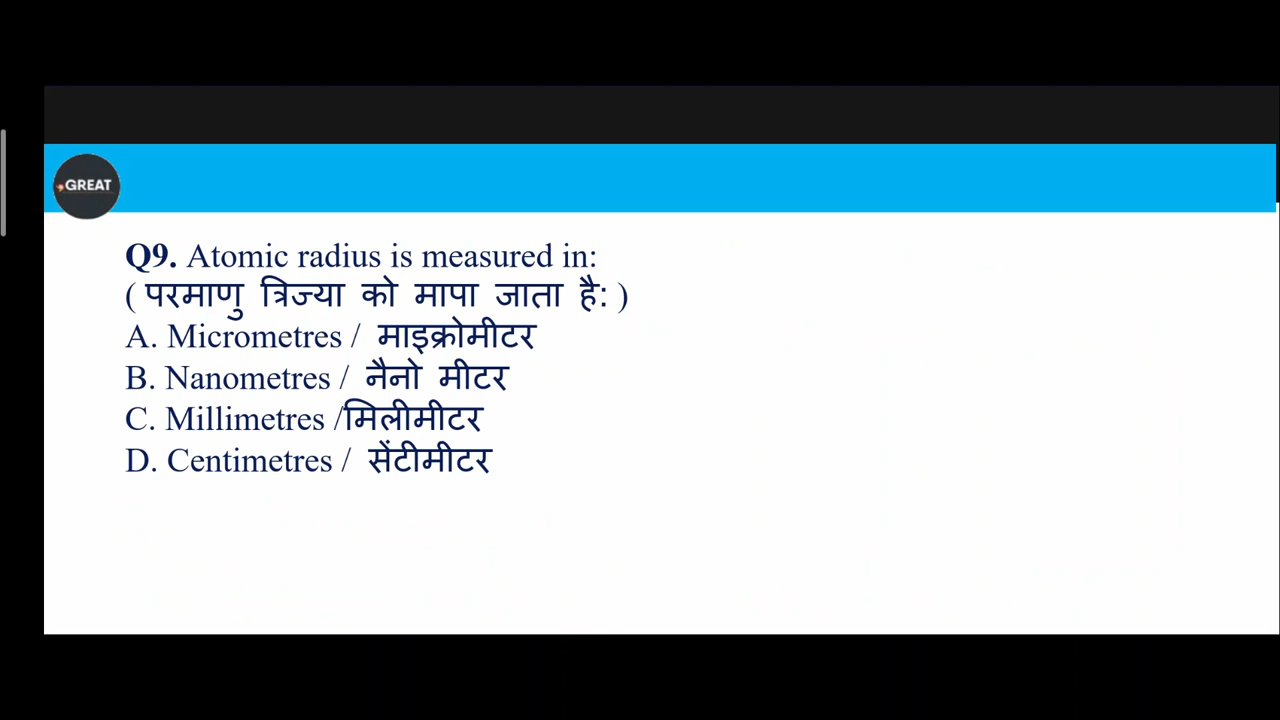 GREAT
Q9. Atomic radius is measured in:
( परमाणु त्रिज्या को मापा जाता है: )
A. Micrometres / माइक्रोमीटर
B. Nanometres / नैनो मीटर
C. Millimetres /मिलीमीटर
D. Centimetres / सेंटीमीटर